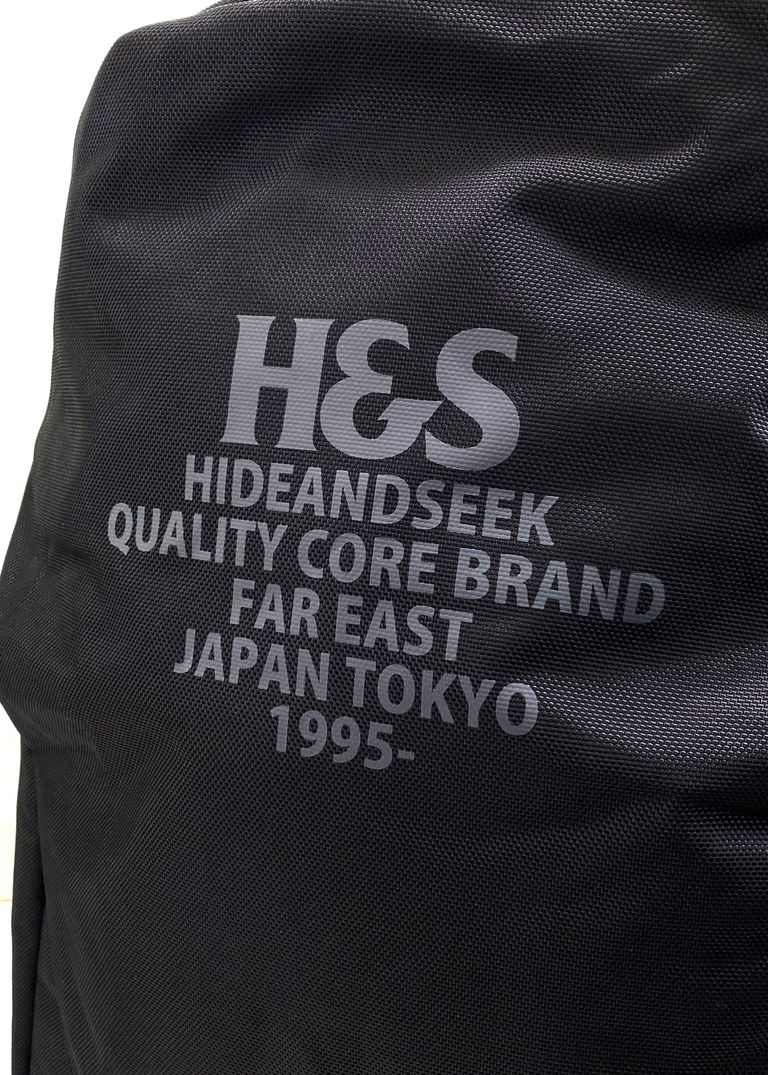 H&S
HIDEANDSEEK
QUALITY CORE BRAND
FAR EAST
JAPAN TOKYO
1995-